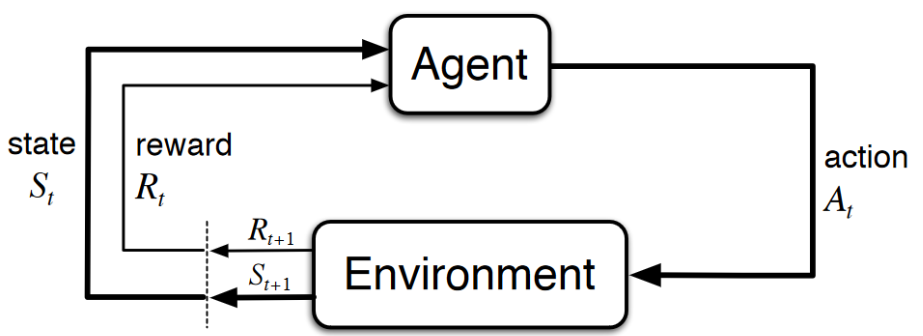 Agent
state
S_t
reward
R_t
action
A_t
R_{t+1}
S_{t+1}
Environment